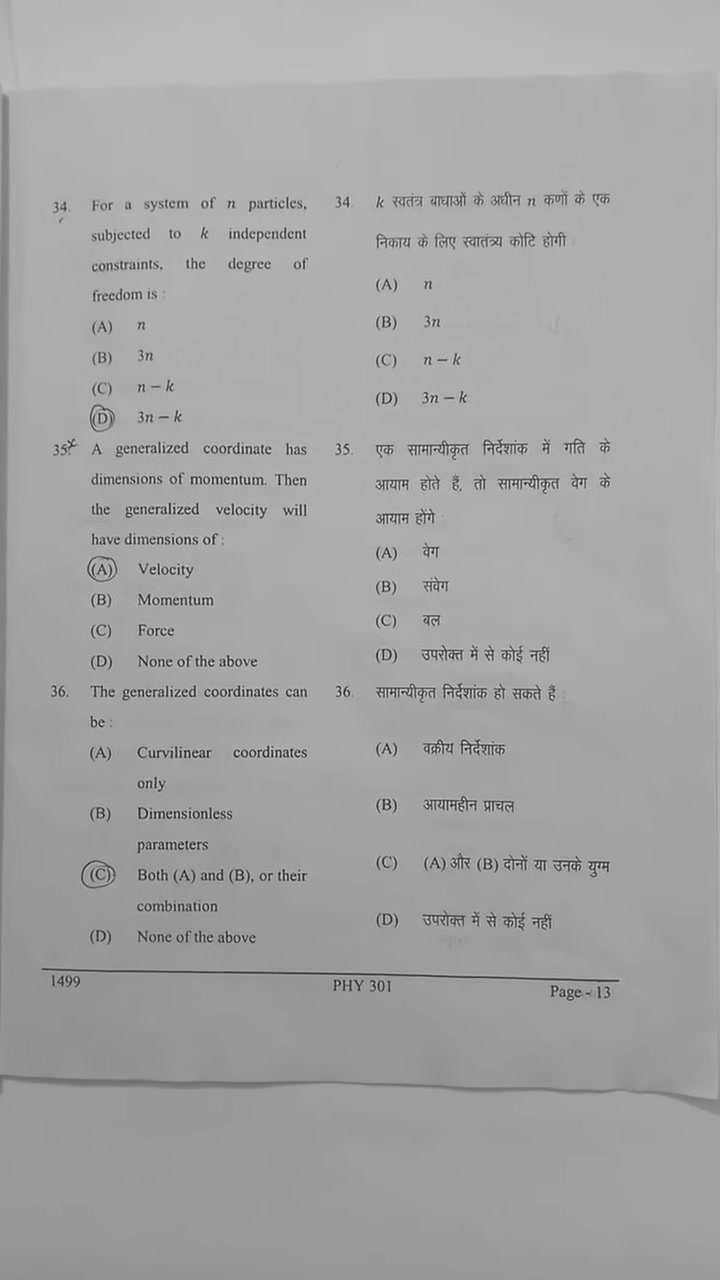 34. For a system of n particles,
subjected to k independent
constraints, the degree of
freedom is :
(A) n
(B) 3n
(C) n – k
(D) 3n – k
35. A generalized coordinate has
dimensions of momentum. Then
the generalized velocity will
have dimensions of :
(A) Velocity
(B) Momentum
(C) Force
(D) None of the above
36. The generalized coordinates can
be :
(A) Curvilinear coordinates
only
(B) Dimensionless
parameters
(C) Both (A) and (B), or their
combination
(D) None of the above
34. k स्वतंत्र बाधाओं के अधीन n कणों के एक
निकाय के लिए स्वातंत्र्य कोटि होगी :
(A) n
(B) 3n
(C) n – k
(D) 3n – k
35. एक सामान्यीकृत निर्देशांक में गति के
आयाम होते हैं, तो सामान्यीकृत वेग के
आयाम होंगे :
(A) वेग
(B) संवेग
(C) बल
(D) उपरोक्त में से कोई नहीं
36. सामान्यीकृत निर्देशांक हो सकते हैं :
(A) वक्रीय निर्देशांक
(B) आयामहीन प्राचल
(C) (A) और (B) दोनों या उनके युग्म
(D) उपरोक्त में से कोई नहीं
1499 PHY 301 Page - 13